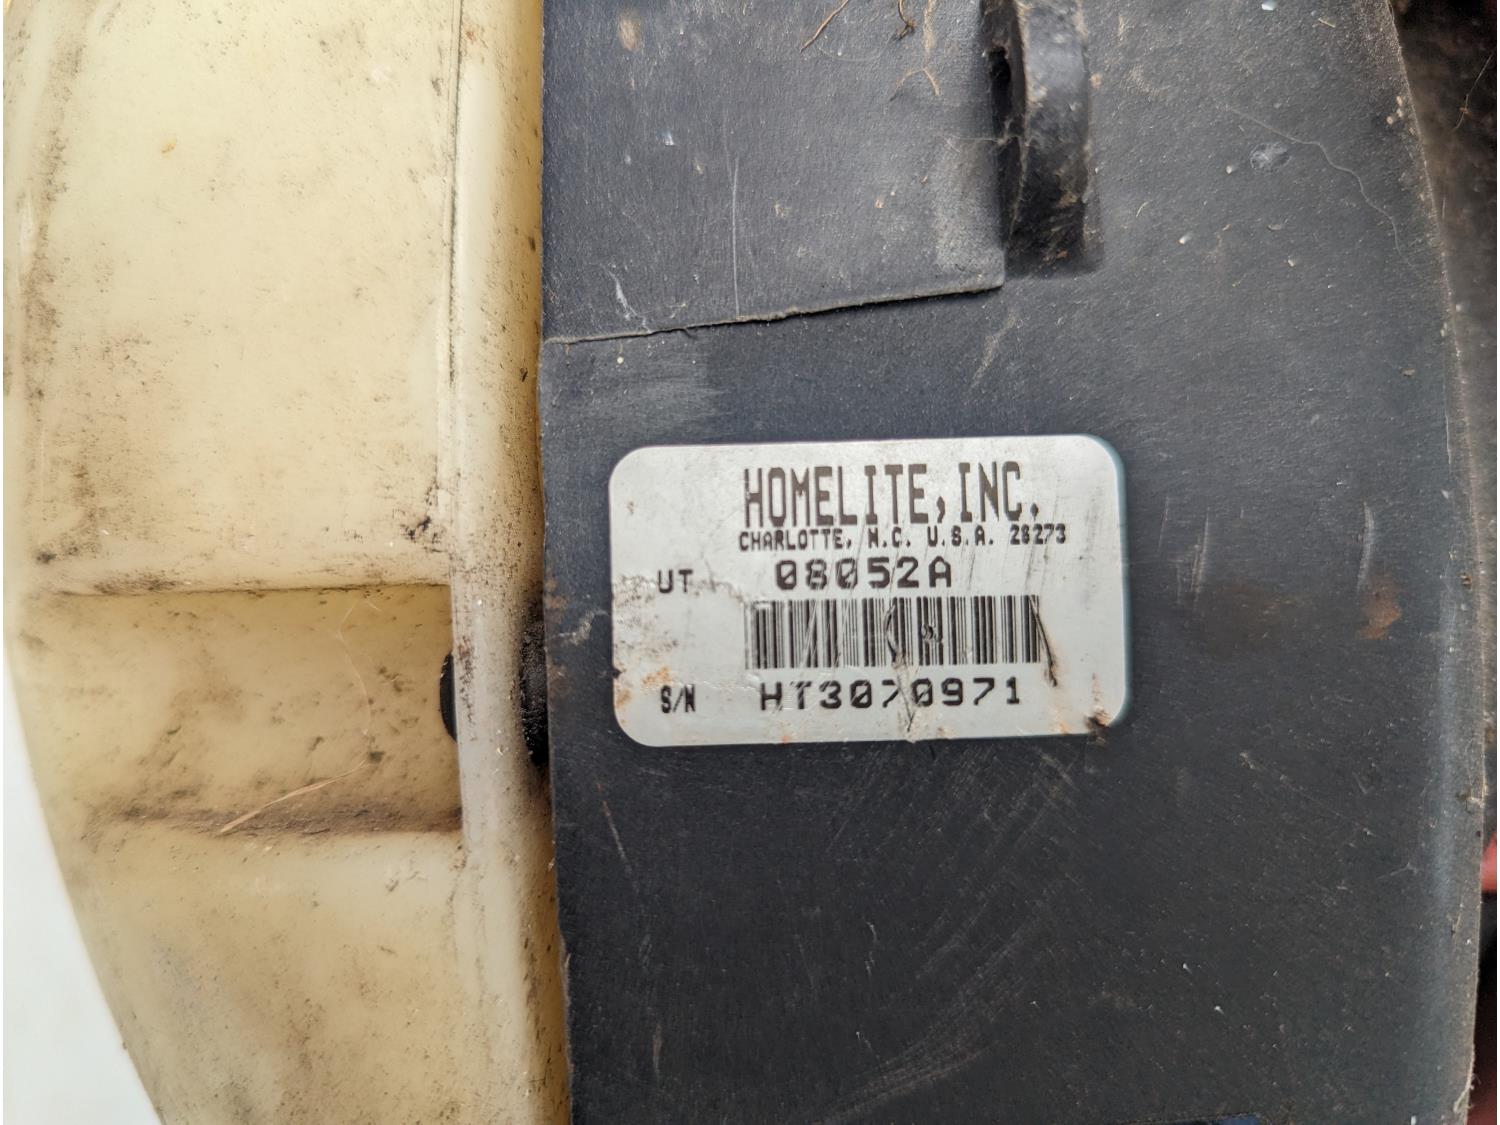 HOMELITE, INC.
CHARLOTTE, N.C. U.S.A. 28273
UT 08052A
S/N HT3070971